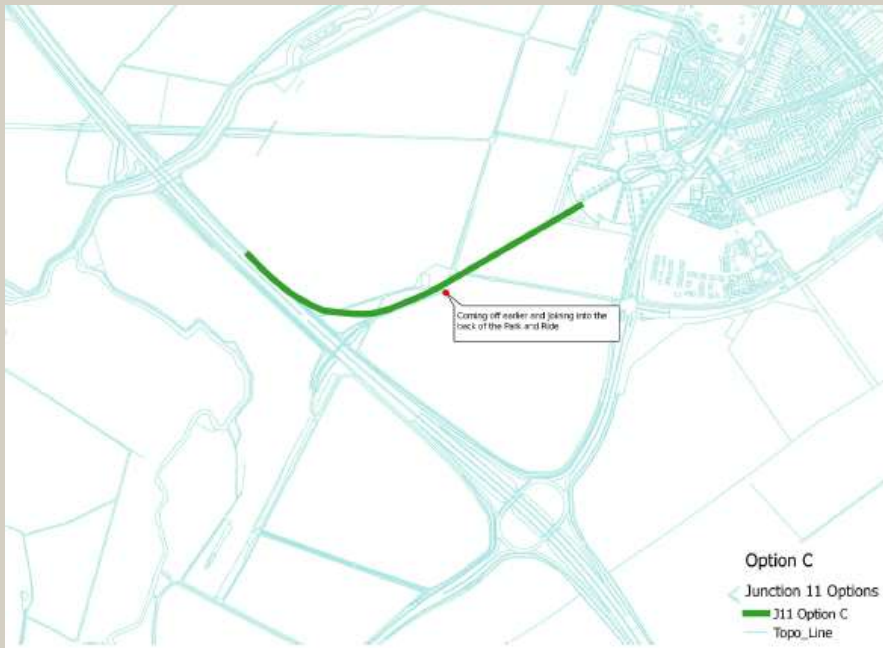 Coming off earlier and joining into the
back of the Park and Ride
Option C
Junction 11 Options
J11 Option C
Topo_Line